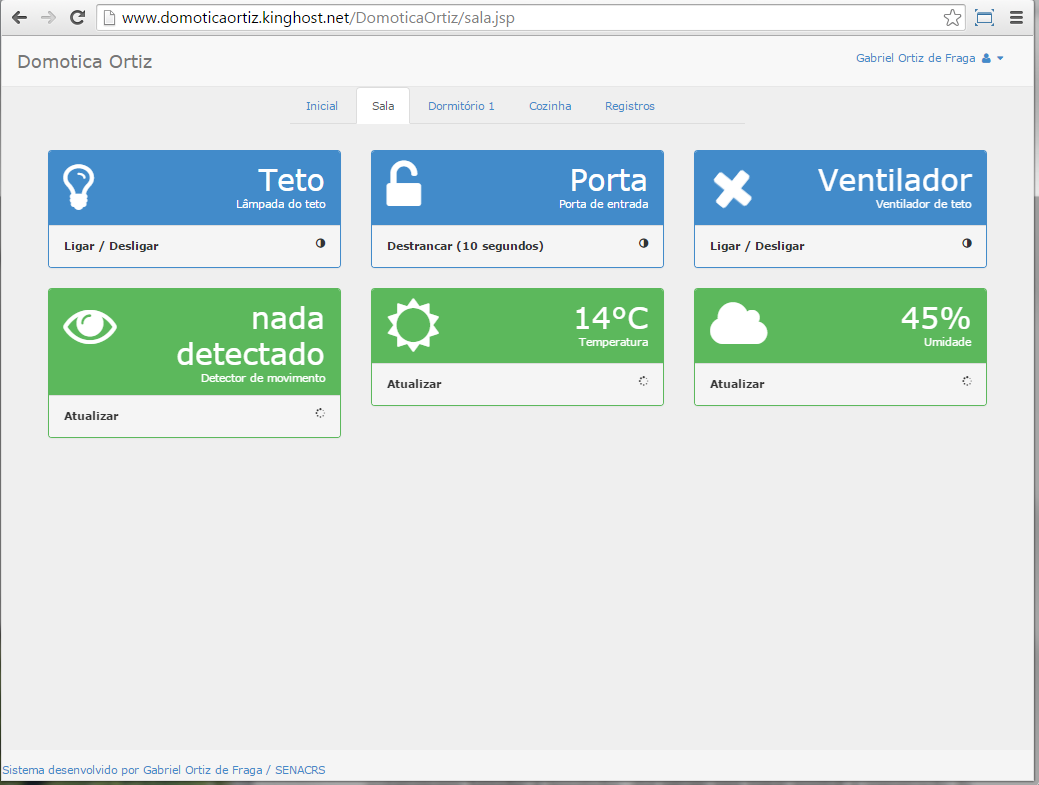 www.domoticaortiz.kinghost.net/DomoticaOrtiz/sala.jsp
Domotica Ortiz
Gabriel Ortiz de Fraga
Inicial
Sala
Dormitório 1
Cozinha
Registros
Teto
Lâmpada do teto
Ligar / Desligar
Porta
Porta de entrada
Destrancar (10 segundos)
Ventilador
Ventilador de teto
Ligar / Desligar
nada
detectado
Detector de movimento
Atualizar
14ºC
Temperatura
Atualizar
45%
Umidade
Atualizar
Sistema desenvolvido por Gabriel Ortiz de Fraga / SENACRS